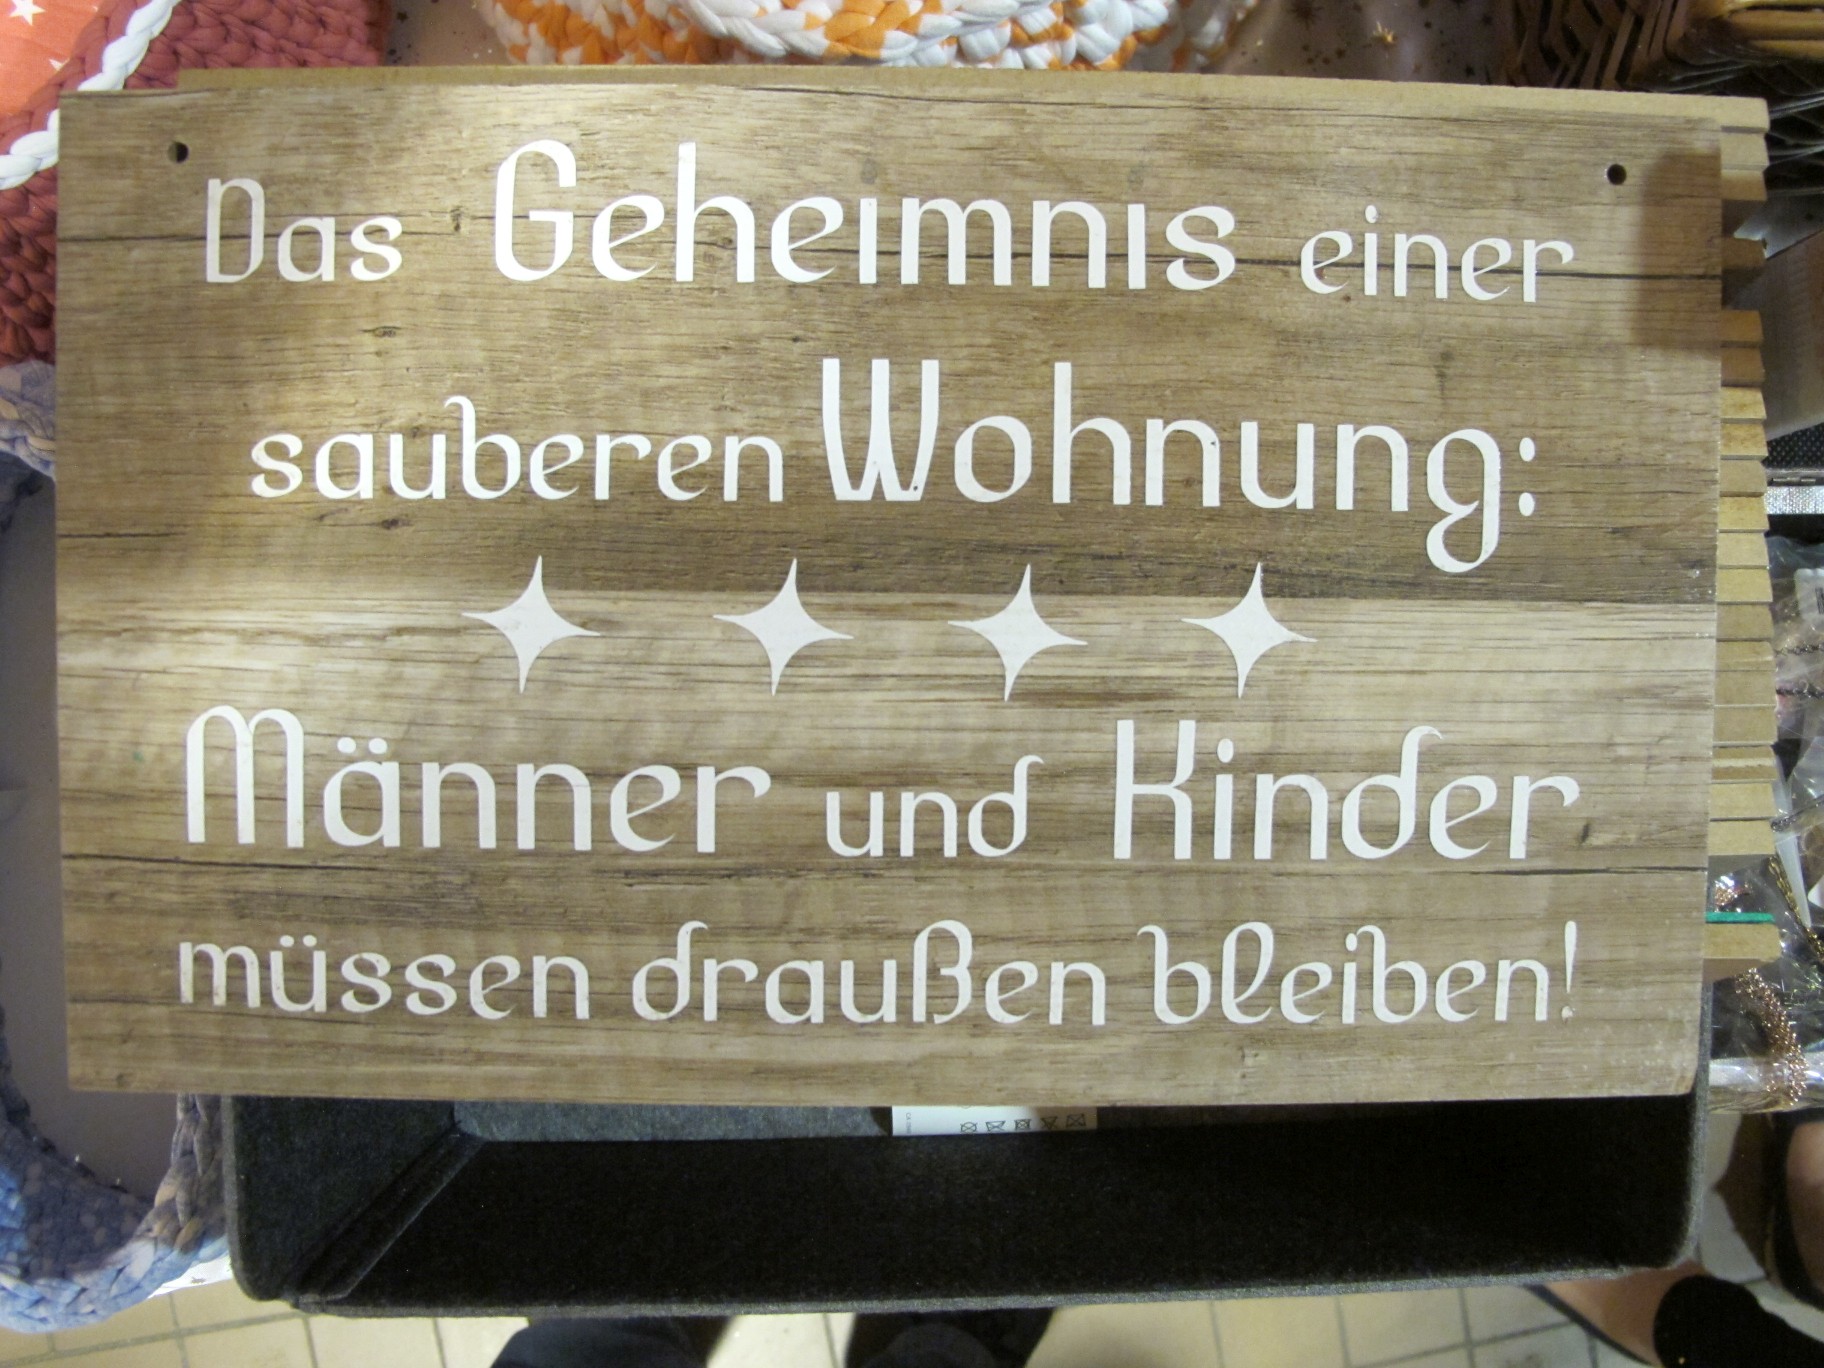 Das Geheimnis einer
sauberen Wohnung:
Männer und Kinder
müssen draußen bleiben!